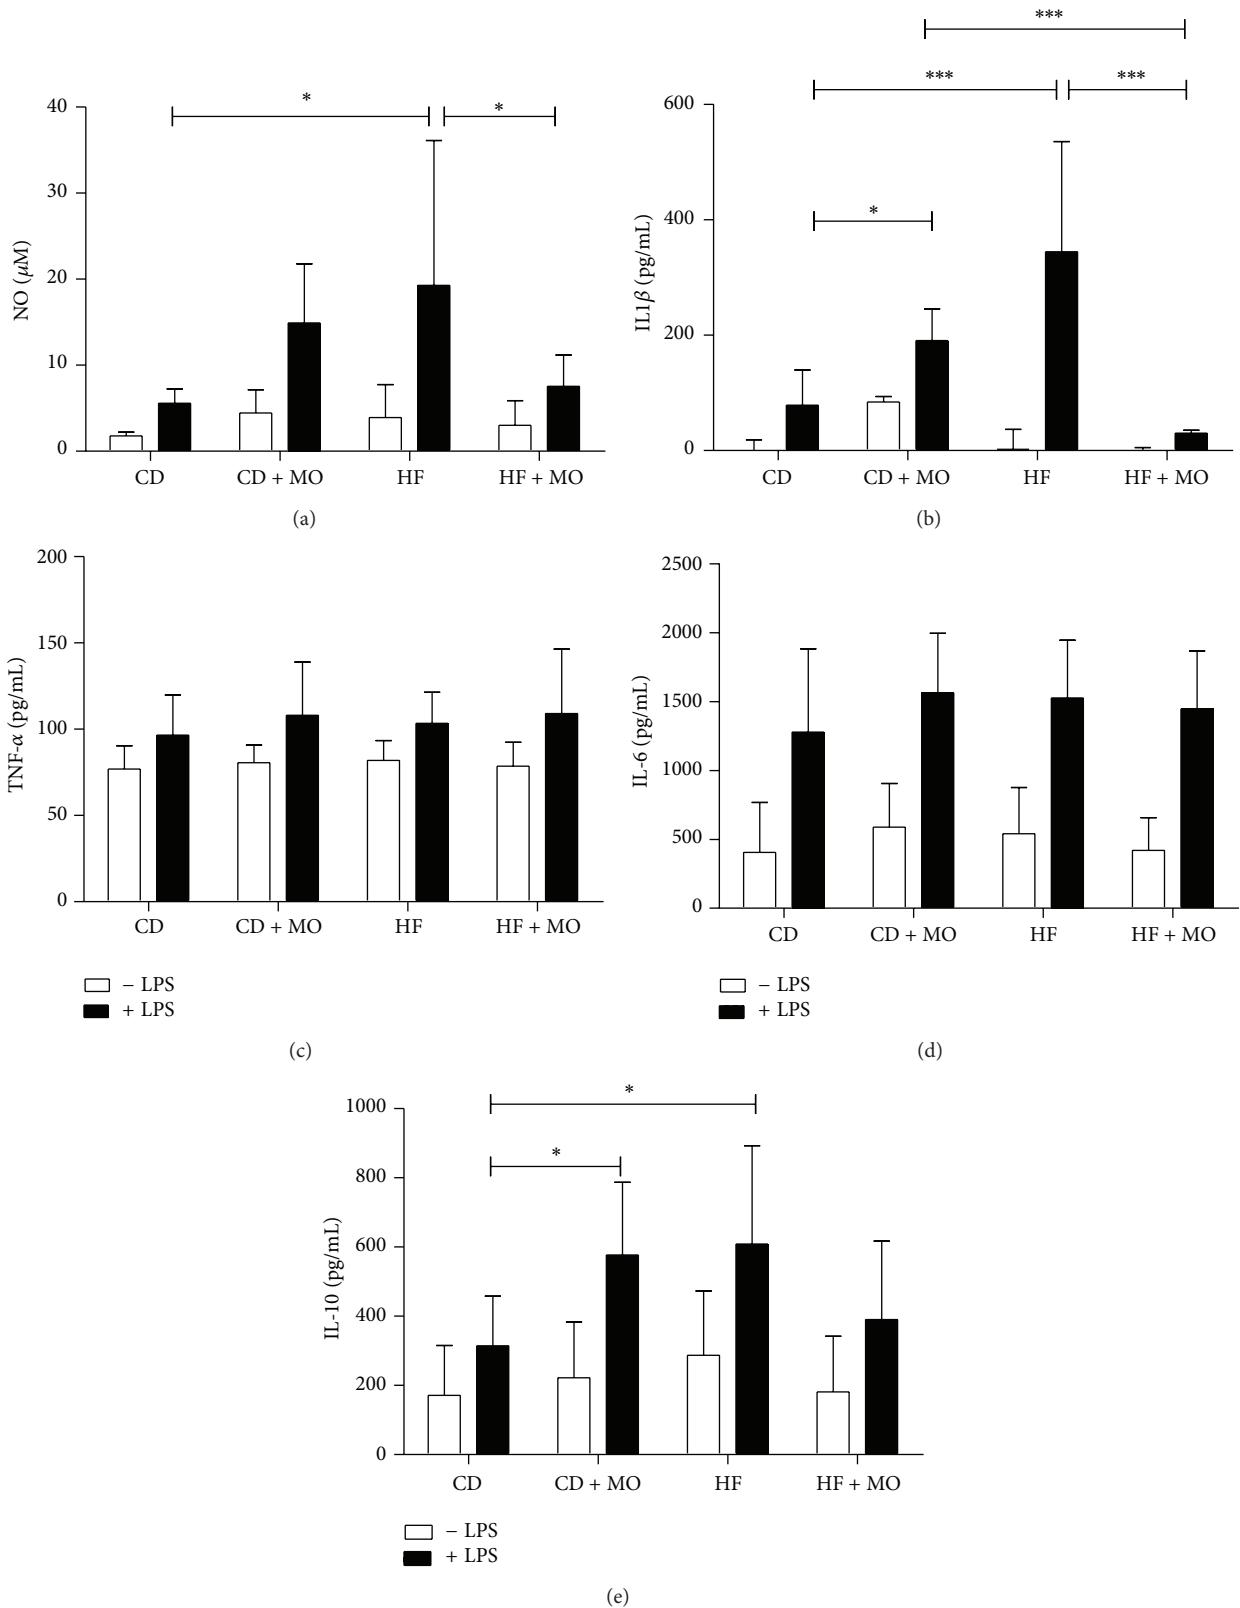 *
*
40
30
20
10
0
NO (μM)
CD
CD + MO
HF
HF + MO
(a)
***
***
***
*
600
400
200
0
IL1β (pg/mL)
CD
CD + MO
HF
HF + MO
(b)
200
150
100
50
0
TNF-α (pg/mL)
CD
CD + MO
HF
HF + MO
− LPS
+ LPS
(c)
2500
2000
1500
1000
500
0
IL-6 (pg/mL)
CD
CD + MO
HF
HF + MO
− LPS
+ LPS
(d)
*
*
1000
800
600
400
200
0
IL-10 (pg/mL)
CD
CD + MO
HF
HF + MO
− LPS
+ LPS
(e)